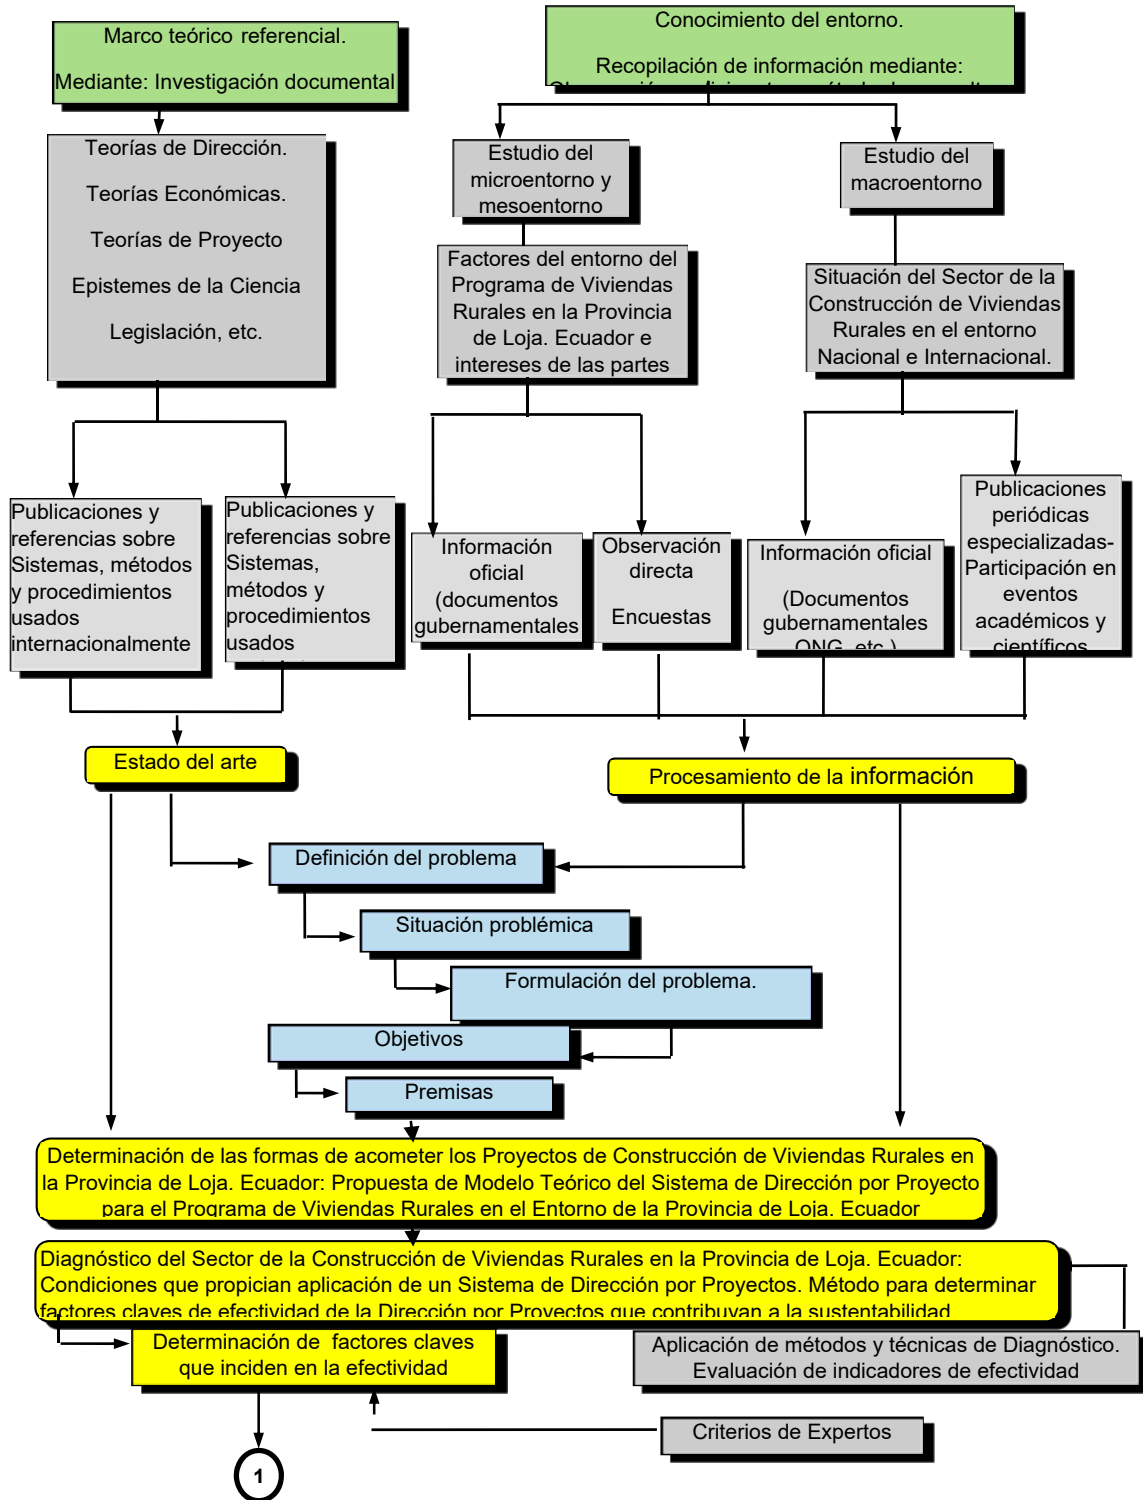 Marco teórico referencial.
Mediante: Investigación documental
Conocimiento del entorno.
Recopilación de información mediante:
Teorías de Dirección.
Teorías Económicas.
Teorías de Proyecto
Epistemes de la Ciencia
Legislación, etc.
Estudio del
microentorno y
mesoentorno
Estudio del
macroentorno
Factores del entorno del
Programa de Viviendas
Rurales en la Provincia
de Loja. Ecuador e
intereses de las partes
Situación del Sector de la
Construcción de Viviendas
Rurales en el entorno
Nacional e Internacional.
Publicaciones y
referencias sobre
Sistemas, métodos
y procedimientos
usados
internacionalmente
Publicaciones y
referencias sobre
Sistemas,
métodos y
procedimientos
usados
Información
oficial
(documentos
gubernamentales
Observación
directa
Encuestas
Información oficial
(Documentos
gubernamentales
ONG, etc.)
Publicaciones
periódicas
especializadas-
Participación en
eventos
académicos y
científicos
Estado del arte
Procesamiento de la información
Definición del problema
Situación problémica
Formulación del problema.
Objetivos
Premisas
Determinación de las formas de acometer los Proyectos de Construcción de Viviendas Rurales en
la Provincia de Loja. Ecuador: Propuesta de Modelo Teórico del Sistema de Dirección por Proyecto
para el Programa de Viviendas Rurales en el Entorno de la Provincia de Loja. Ecuador
Diagnóstico del Sector de la Construcción de Viviendas Rurales en la Provincia de Loja. Ecuador:
Condiciones que propician aplicación de un Sistema de Dirección por Proyectos. Método para determinar
factores claves de efectividad de la Dirección por Proyectos que contribuyan a la sustentabilidad
Determinación de factores claves
que inciden en la efectividad
Aplicación de métodos y técnicas de Diagnóstico.
Evaluación de indicadores de efectividad
Criterios de Expertos
1